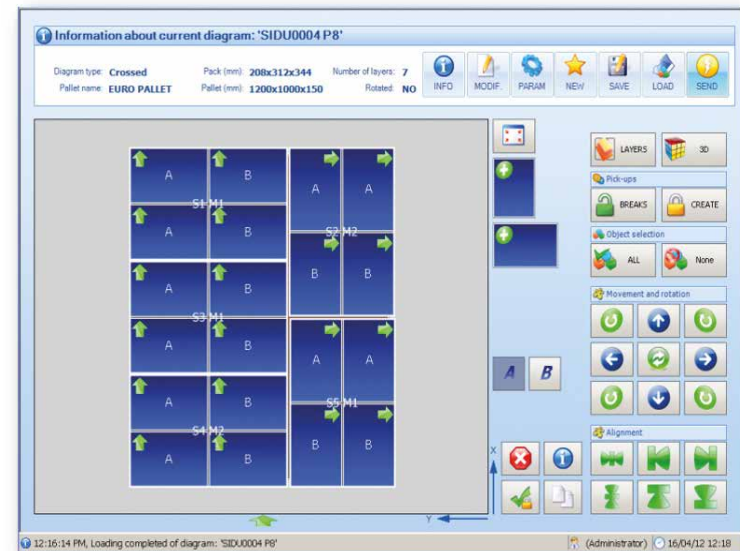 Information about current diagram: 'SIDU0004 P8'
Diagram type: Crossed Pack (mm): 208x312x344 Number of layers: 7
Pallet name: EURO PALLET Pallet (mm): 1200x1000x150 Rotated: NO
INFO MODIF. PARAM NEW SAVE LOAD SEND
LAYERS 3D
Pick-ups
BREAKS CREATE
Object selection
ALL None
Movement and rotation
Alignment
A B A A
S1 M1
A B
S2 M2
B B
A B
S3 M1
A B
A A
A B
S5 M1
S4 M2
A B
B B
A B
X
Y
12:16:14 PM, Loading completed of diagram: 'SIDU0004 P8' (Administrator) 16/04/12 12:18